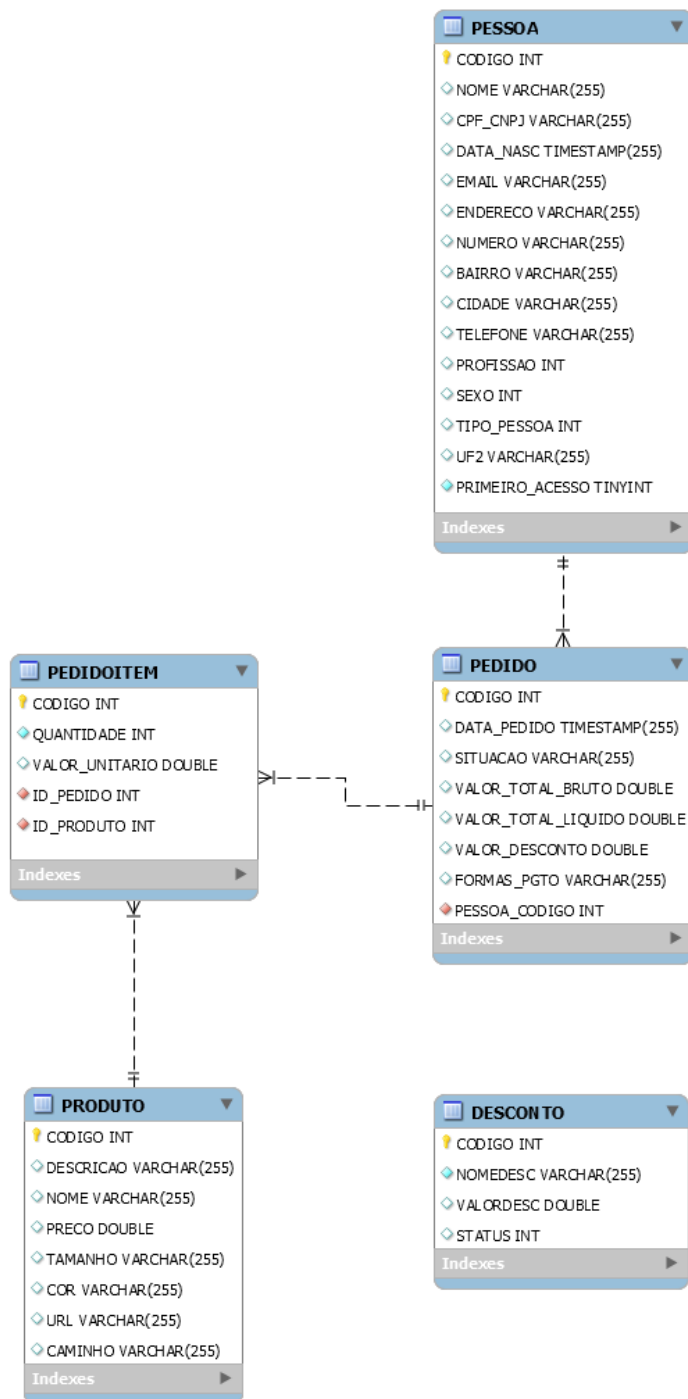 PESSOA
CODIGO INT
NOME VARCHAR(255)
CPF_CNPJ VARCHAR(255)
DATA_NASC TIMESTAMP(255)
EMAIL VARCHAR(255)
ENDERECO VARCHAR(255)
NUMERO VARCHAR(255)
BAIRRO VARCHAR(255)
CIDADE VARCHAR(255)
TELEFONE VARCHAR(255)
PROFISSAO INT
SEXO INT
TIPO_PESSOA INT
UF2 VARCHAR(255)
PRIMEIRO_ACESSO TINYINT
Indexes
PEDIDOITEM
CODIGO INT
QUANTIDADE INT
VALOR_UNITARIO DOUBLE
ID_PEDIDO INT
ID_PRODUTO INT
Indexes
PEDIDO
CODIGO INT
DATA_PEDIDO TIMESTAMP(255)
SITUACAO VARCHAR(255)
VALOR_TOTAL_BRUTO DOUBLE
VALOR_TOTAL_LIQUIDO DOUBLE
VALOR_DESCONTO DOUBLE
FORMAS_PGTO VARCHAR(255)
PESSOA_CODIGO INT
Indexes
PRODUTO
CODIGO INT
DESCRICAO VARCHAR(255)
NOME VARCHAR(255)
PRECO DOUBLE
TAMANHO VARCHAR(255)
COR VARCHAR(255)
URL VARCHAR(255)
CAMINHO VARCHAR(255)
Indexes
DESCONTO
CODIGO INT
NOMEDESC VARCHAR(255)
VALORDESC DOUBLE
STATUS INT
Indexes